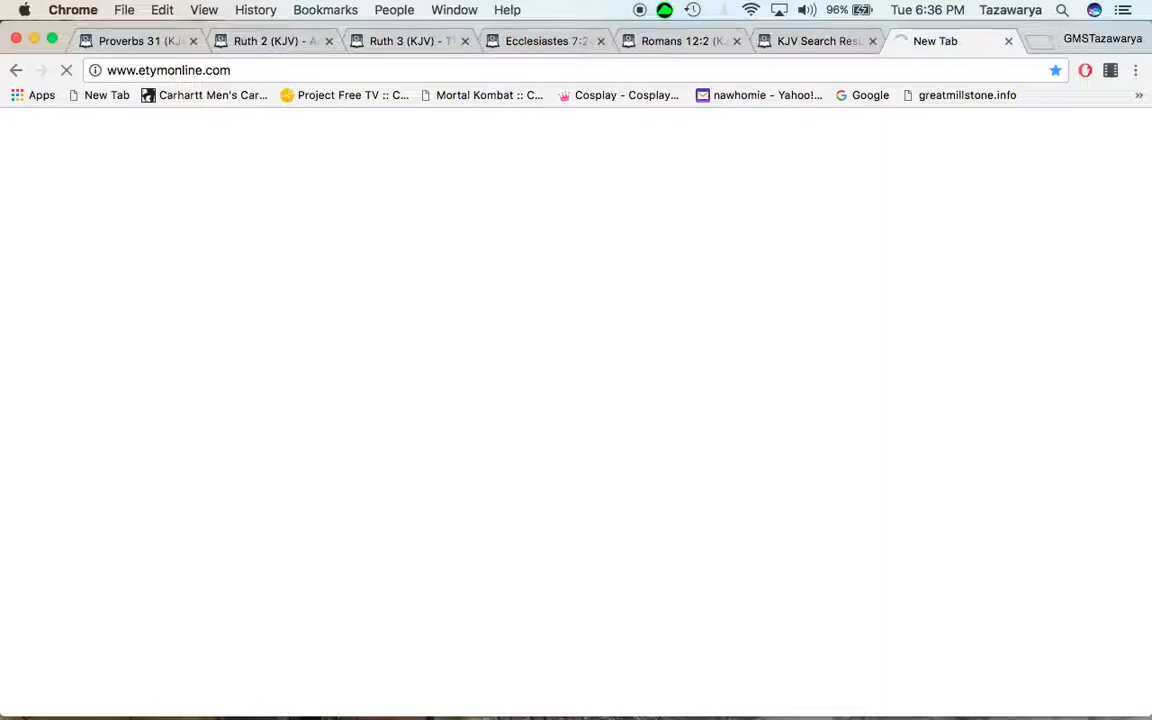 Chrome File Edit View History Bookmarks People Window Help 96% Tue 6:36 PM Tazawarya
Proverbs 31 (KJ Ruth 2 (KJV) - A Ruth 3 (KJV) - T Ecclesiastes 7:2 Romans 12:2 (K KJV Search Res New Tab GMSTazawarya
www.etymonline.com
Apps New Tab Carhartt Men's Car... Project Free TV :: C... Mortal Kombat :: C... Cosplay - Cosplay... nawhomie - Yahoo!... Google greatmillstone.info »